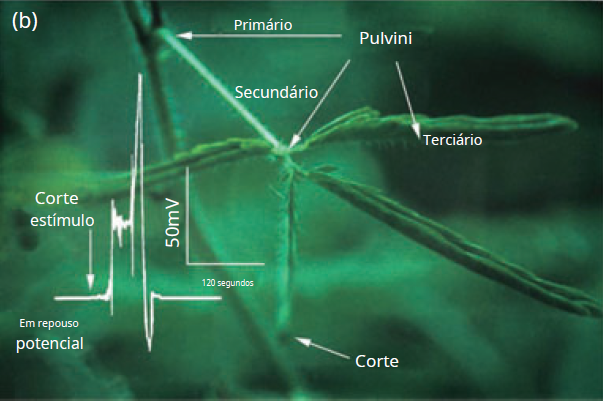 (b)
Primário
Pulvini
Secundário
Terciário
Corte
estímulo
50mV
120 segundos
Em repouso
potencial
Corte